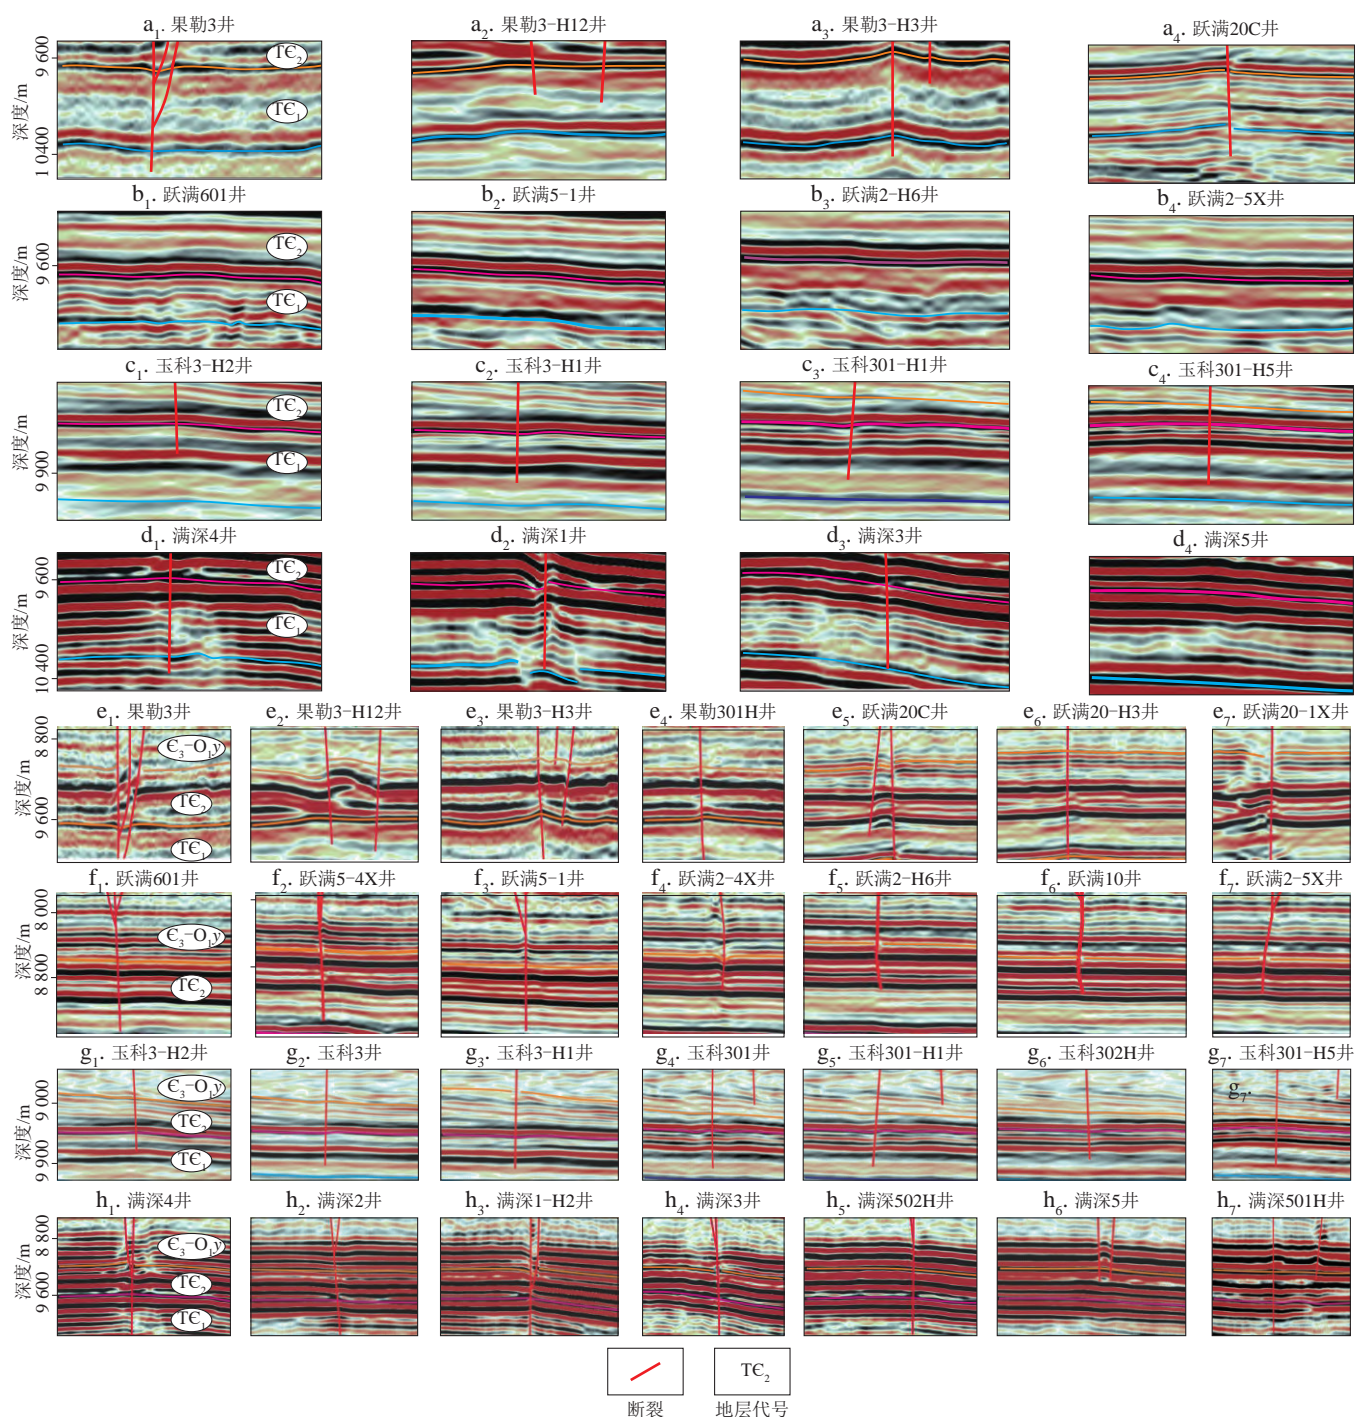 a1. 果勒3井
a2. 果勒3-H12井
a3. 果勒3-H3井
a4. 跃满20C井
深度/m
9 600
1 0400
TЄ2
TЄ1
b1. 跃满601井
b2. 跃满5-1井
b3. 跃满2-H6井
b4. 跃满2-5X井
深度/m
9 600
TЄ2
TЄ1
c1. 玉科3-H2井
c2. 玉科3-H1井
c3. 玉科301-H1井
c4. 玉科301-H5井
深度/m
9 900
TЄ2
TЄ1
d1. 满深4井
d2. 满深1井
d3. 满深3井
d4. 满深5井
深度/m
9 600
10 400
TЄ2
TЄ1
e1. 果勒3井
e2. 果勒3-H12井
e3. 果勒3-H3井
e4. 果勒301H井
e5. 跃满20C井
e6. 跃满20-H3井
e7. 跃满20-1X井
深度/m
8 800
9 600
Є3-O1y
TЄ2
TЄ1
f1. 跃满601井
f2. 跃满5-4X井
f3. 跃满5-1井
f4. 跃满2-4X井
f5. 跃满2-H6井
f6. 跃满10井
f7. 跃满2-5X井
深度/m
8 000
8 800
Є3-O1y
TЄ2
g1. 玉科3-H2井
g2. 玉科3井
g3. 玉科3-H1井
g4. 玉科301井
g5. 玉科301-H1井
g6. 玉科302H井
g7. 玉科301-H5井
g7.
深度/m
9 000
9 900
Є3-O1y
TЄ2
TЄ1
h1. 满深4井
h2. 满深2井
h3. 满深1-H2井
h4. 满深3井
h5. 满深502H井
h6. 满深5井
h7. 满深501H井
深度/m
8 800
9 600
Є3-O1y
TЄ2
TЄ1
TЄ2
断裂
地层代号